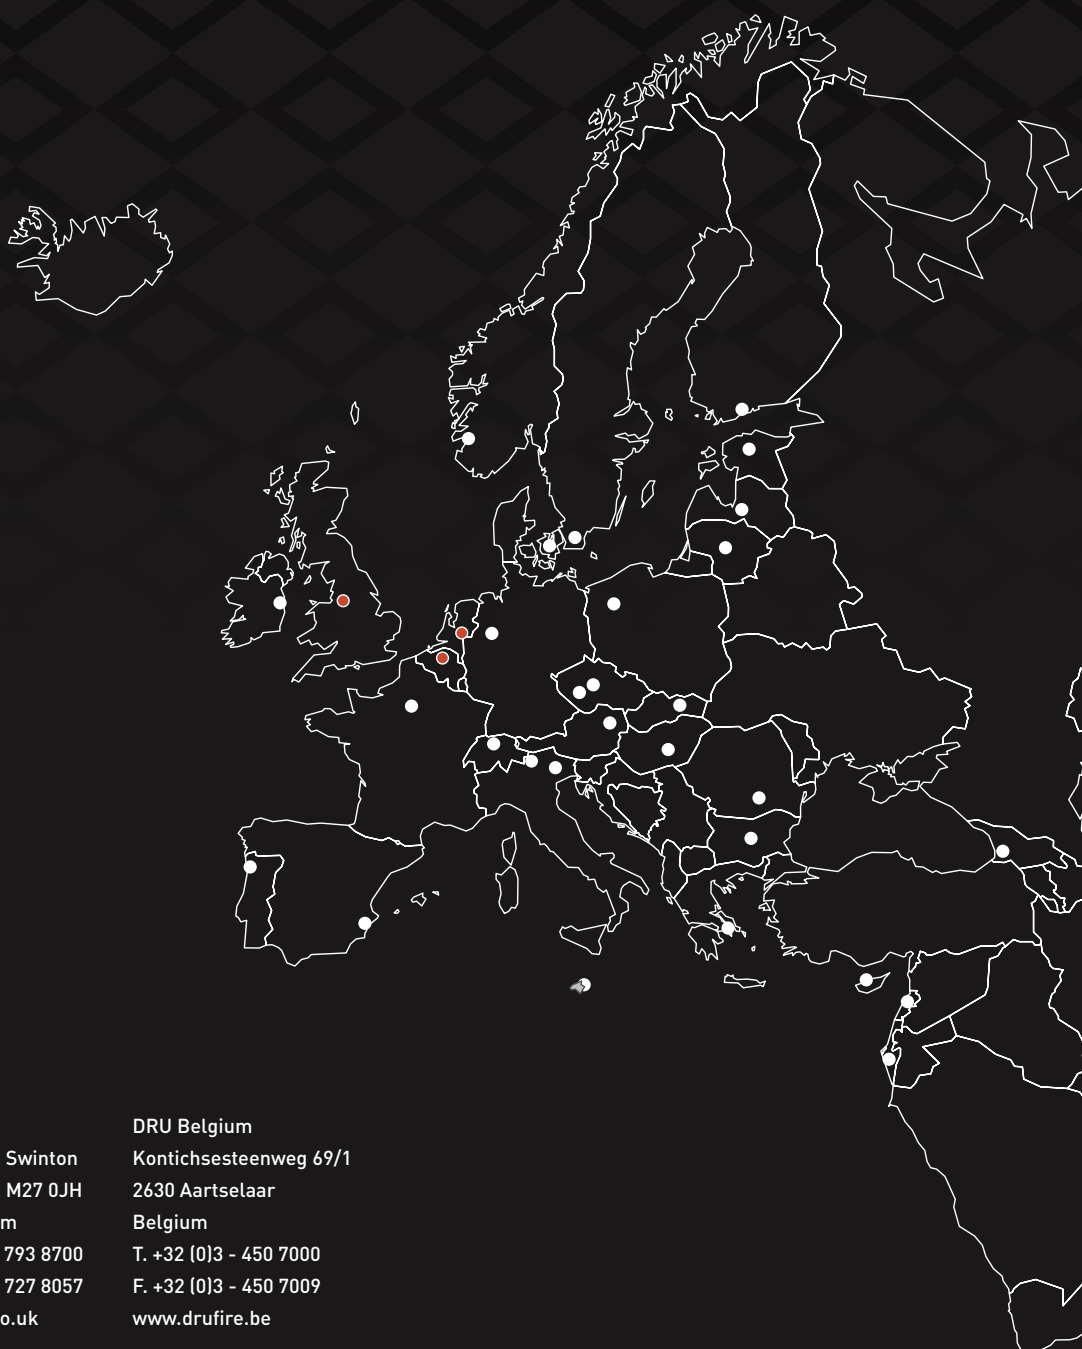 Swinton
M27 0JH
m
793 8700
727 8057
o.uk
DRU Belgium
Kontichsesteenweg 69/1
2630 Aartselaar
Belgium
T. +32 (0)3 - 450 7000
F. +32 (0)3 - 450 7009
www.drufire.be